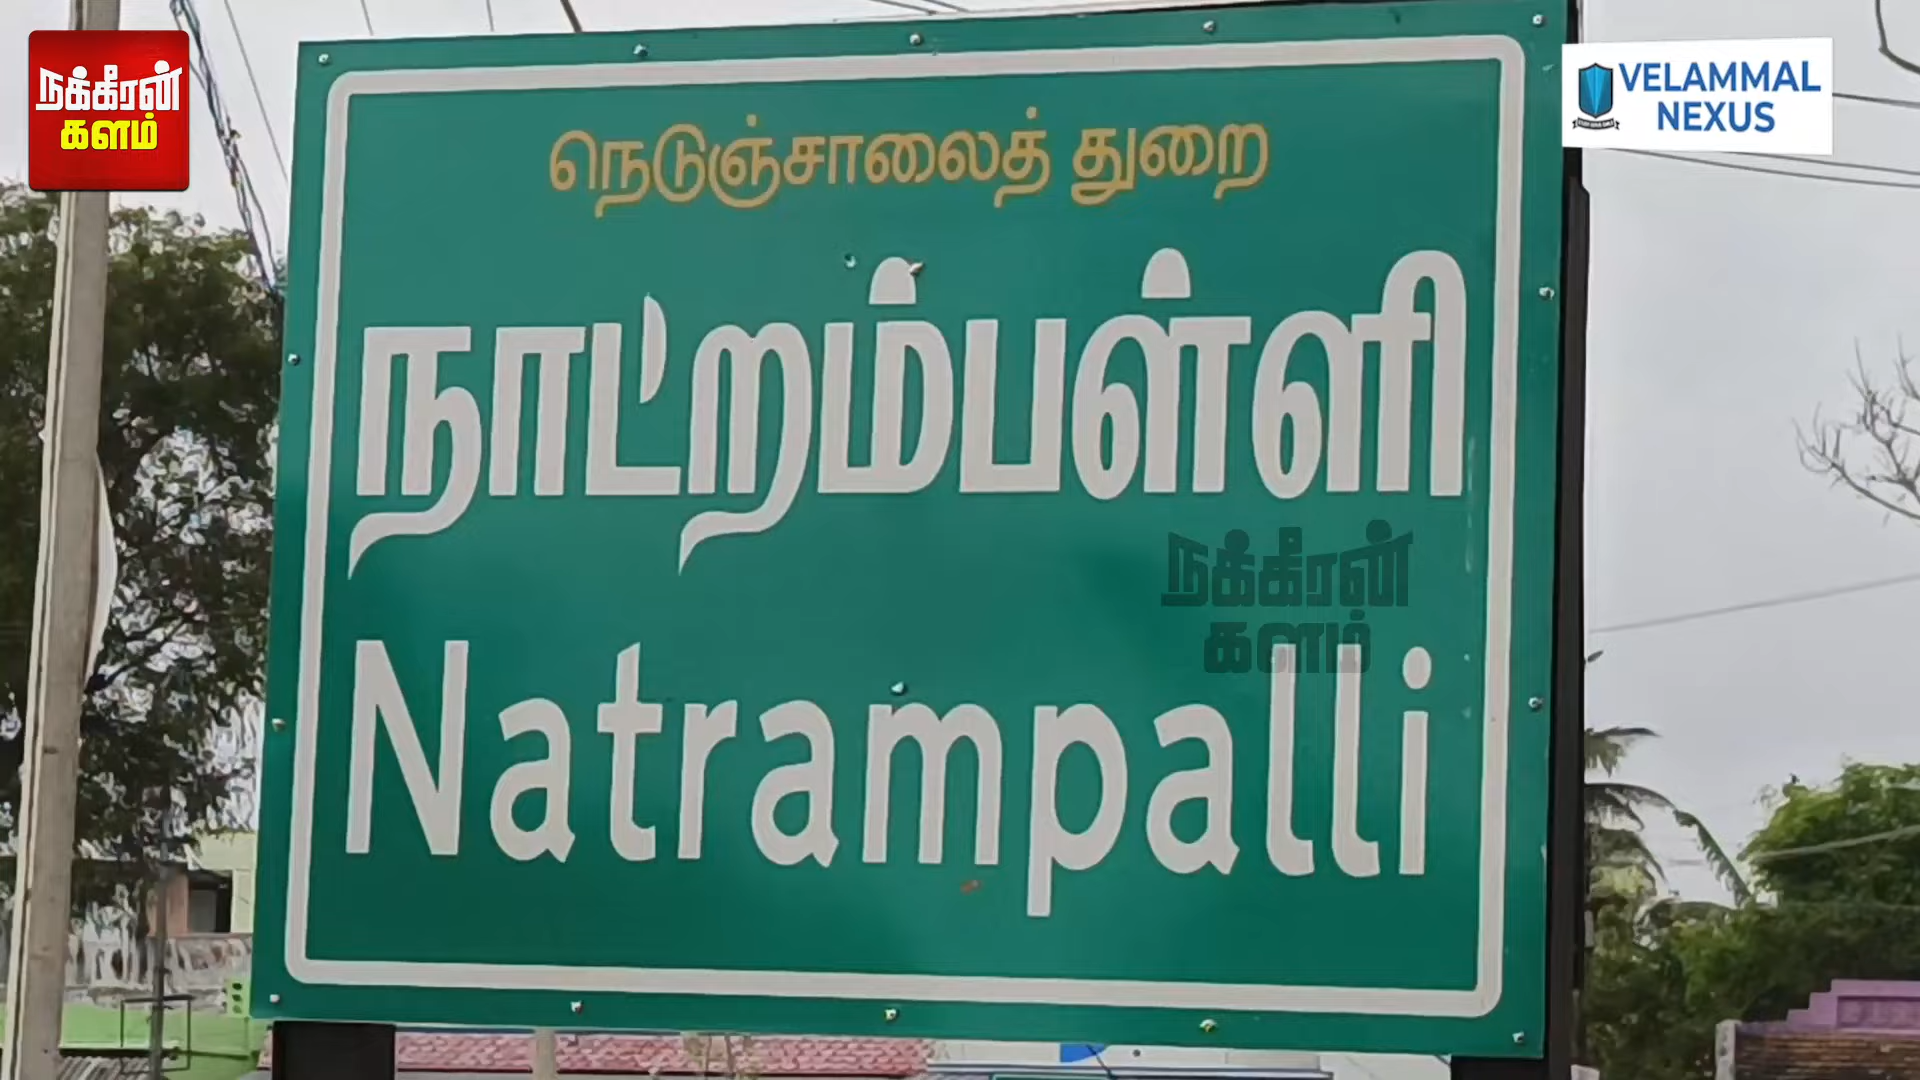 நக்கீரன்
களம்
VELAMMAL
NEXUS
நெடுஞ்சாலைத் துறை
நாட்றம்பள்ளி
நக்கீரன்
களம்
Natrampalli